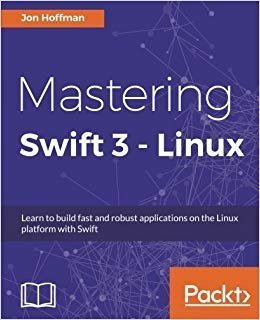 Jon Hoffman
Mastering
Swift 3 - Linux
Learn to build fast and robust applications on the Linux
platform with Swift
Packt>